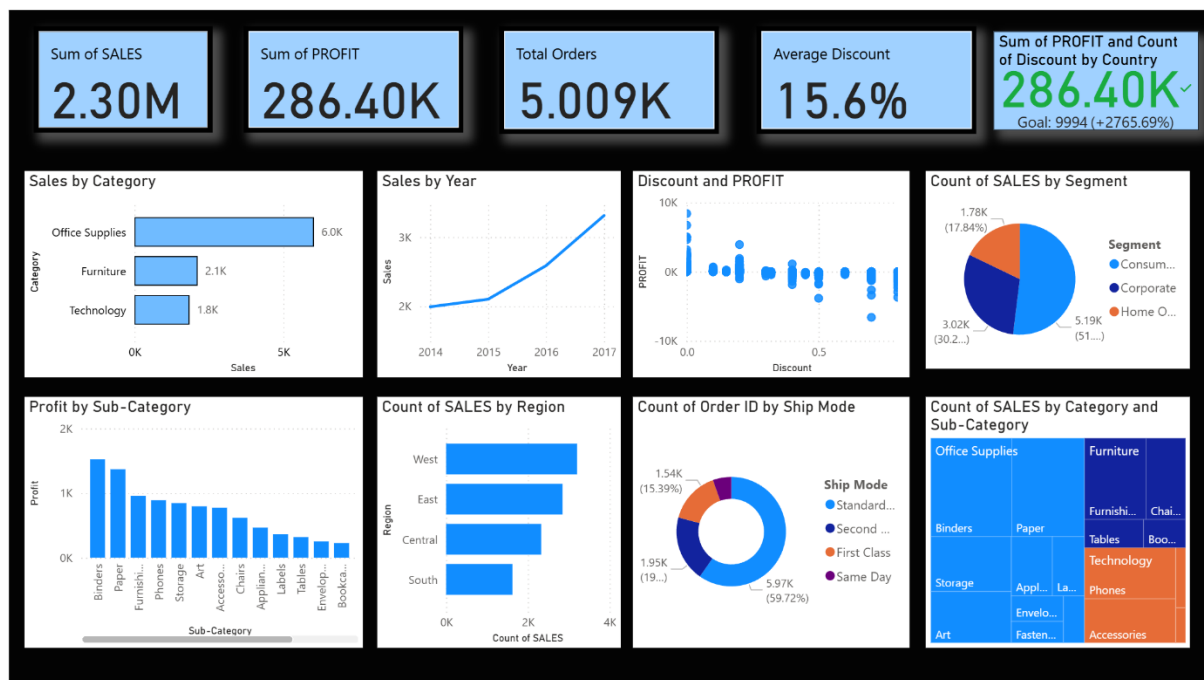 Sum of SALES
2.30M
Sum of PROFIT
286.40K
Total Orders
5.009K
Average Discount
15.6%
Sum of PROFIT and Count
of Discount by Country
286.40K
Goal: 9994 (+2765.69%)
Sales by Category
Category
Office Supplies
6.0K
Furniture
2.1K
Technology
1.8K
0K
5K
Sales
Sales by Year
Sales
3K
2K
2014
2015
2016
2017
Year
Discount and PROFIT
PROFIT
10K
0K
-10K
0.0
0.5
Discount
Count of SALES by Segment
1.78K
(17.84%)
3.02K
(30.2...)
5.19K
(51....)
Segment
Consum...
Corporate
Home O...
Profit by Sub-Category
Profit
2K
1K
0K
Binders
Paper
Furnishi...
Phones
Storage
Art
Accesso...
Chairs
Applian...
Labels
Tables
Envelop...
Bookca...
Sub-Category
Count of SALES by Region
Region
West
East
Central
South
0K
2K
4K
Count of SALES
Count of Order ID by Ship Mode
1.54K
(15.39%)
1.95K
(19...)
5.97K
(59.72%)
Ship Mode
Standard...
Second ...
First Class
Same Day
Count of SALES by Category and
Sub-Category
Office Supplies
Binders
Paper
Storage
Appl...
La...
Art
Envelo...
Fasten...
Furniture
Furnishi...
Chai...
Tables
Boo...
Technology
Phones
Accessories